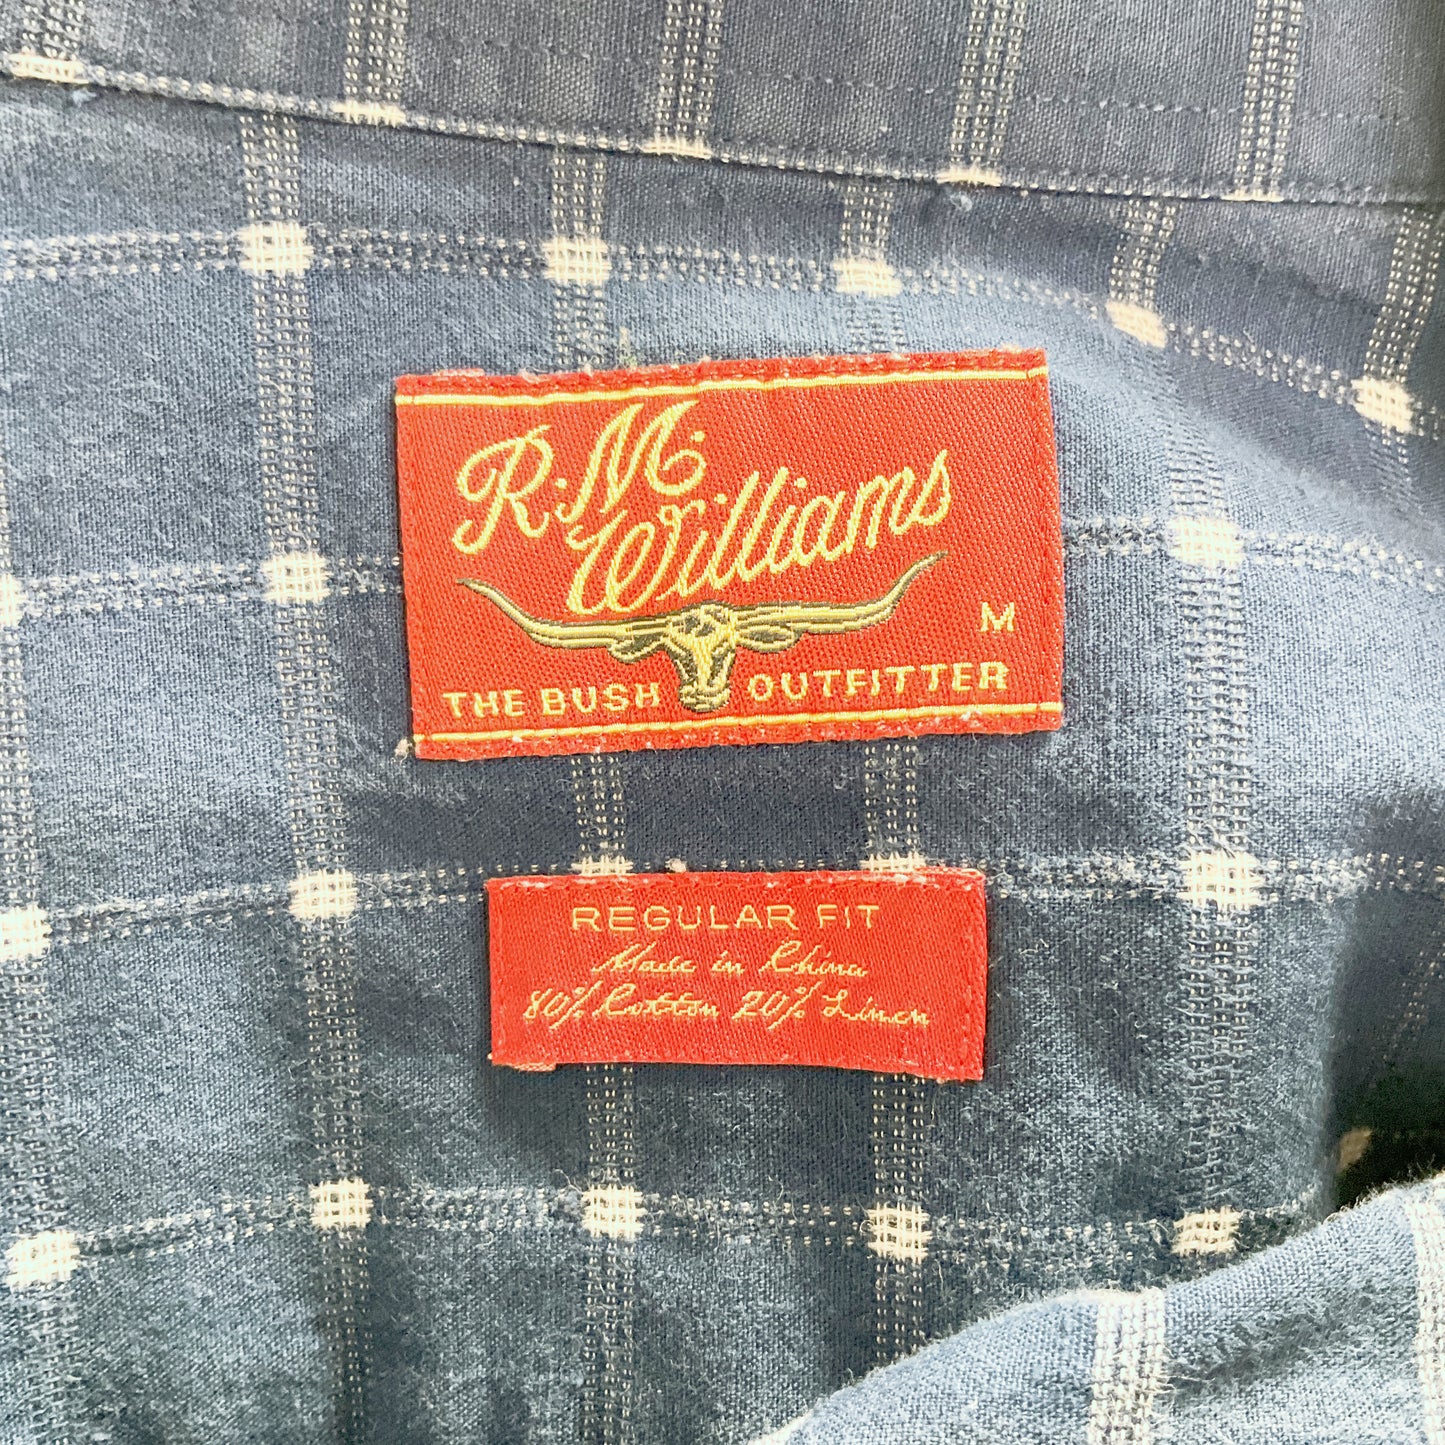 R.M.
Williams
M
THE BUSH OUTFITTER
REGULAR FIT
Made in China
80% Cotton 20% Linen